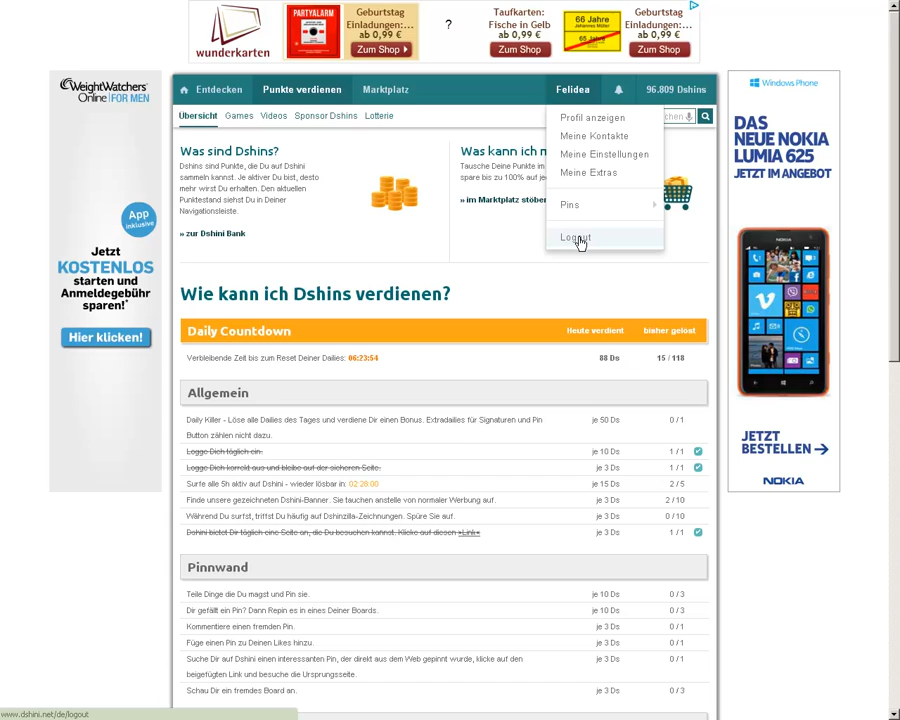 PARTYALARM
Geburtstag
Einladungen:...
ab 0,99 €
Zum Shop
wunderkarten
?
Taufkarten:
Fische in Gelb
ab 0,99 €
Zum Shop
66 Jahre
Johannes Müller
65 Jahre
Geburtstag
Einladungen:...
ab 0,99 €
Zum Shop
WeightWatchers
Online FOR MEN
App
inklusive
Jetzt
KOSTENLOS
starten und
Anmeldegebühr
sparen!*
Hier klicken!
Entdecken
Punkte verdienen
Marktplatz
Felidea
96.809 Dshins
Übersicht
Games
Videos
Sponsor Dshins
Lotterie
chen
Profil anzeigen
Meine Kontakte
Meine Einstellungen
Meine Extras
Pins
Logout
Was sind Dshins?
Dshins sind Punkte, die Du auf Dshini
sammeln kannst. Je aktiver Du bist, desto
mehr wirst Du erhalten. Den aktuellen
Punktestand siehst Du in Deiner
Navigationsleiste.
» zur Dshini Bank
Was kann ich m
Tausche Deine Punkte im
spare bis zu 100% auf je
» im Marktplatz stöber
Wie kann ich Dshins verdienen?
Daily Countdown
Heute verdient
bisher gelöst
Verbleibende Zeit bis zum Reset Deiner Dailies: 06:23:54
88 Ds
15 / 118
Allgemein
Daily Killer - Löse alle Dailies des Tages und verdiene Dir einen Bonus. Extradailies für Signaturen und Pin
Button zählen nicht dazu.
je 50 Ds
0 / 1
Logge Dich täglich ein.
je 10 Ds
1 / 1
Logge Dich korrekt aus und bleibe auf der sicheren Seite.
je 3 Ds
1 / 1
Surfe alle 5h aktiv auf Dshini - wieder lösbar in: 02:28:00
je 15 Ds
2 / 5
Finde unsere gezeichneten Dshini-Banner. Sie tauchen anstelle von normaler Werbung auf.
je 3 Ds
2 / 10
Während Du surfst, triffst Du häufig auf Dshinzilla-Zeichnungen. Spüre Sie auf.
je 3 Ds
0 / 10
Dshini bietet Dir täglich eine Seite an, die Du besuchen kannst. Klicke auf diesen »Link«
je 3 Ds
1 / 1
Pinnwand
Teile Dinge die Du magst und Pin sie.
je 10 Ds
0 / 3
Dir gefällt ein Pin? Dann Repin es in eines Deiner Boards.
je 10 Ds
0 / 3
Kommentiere einen fremden Pin.
je 3 Ds
0 / 1
Füge einen Pin zu Deinen Likes hinzu.
je 3 Ds
0 / 1
Suche Dir auf Dshini einen interessanten Pin, der direkt aus dem Web gepinnt wurde, klicke auf den
beigefügten Link und besuche die Ursprungsseite.
je 3 Ds
0 / 1
Schau Dir ein fremdes Board an.
je 3 Ds
0 / 3
Windows Phone
DAS
NEUE NOKIA
LUMIA 625
JETZT IM ANGEBOT
NOKIA
JETZT
BESTELLEN
NOKIA
www.dshini.net/de/logout